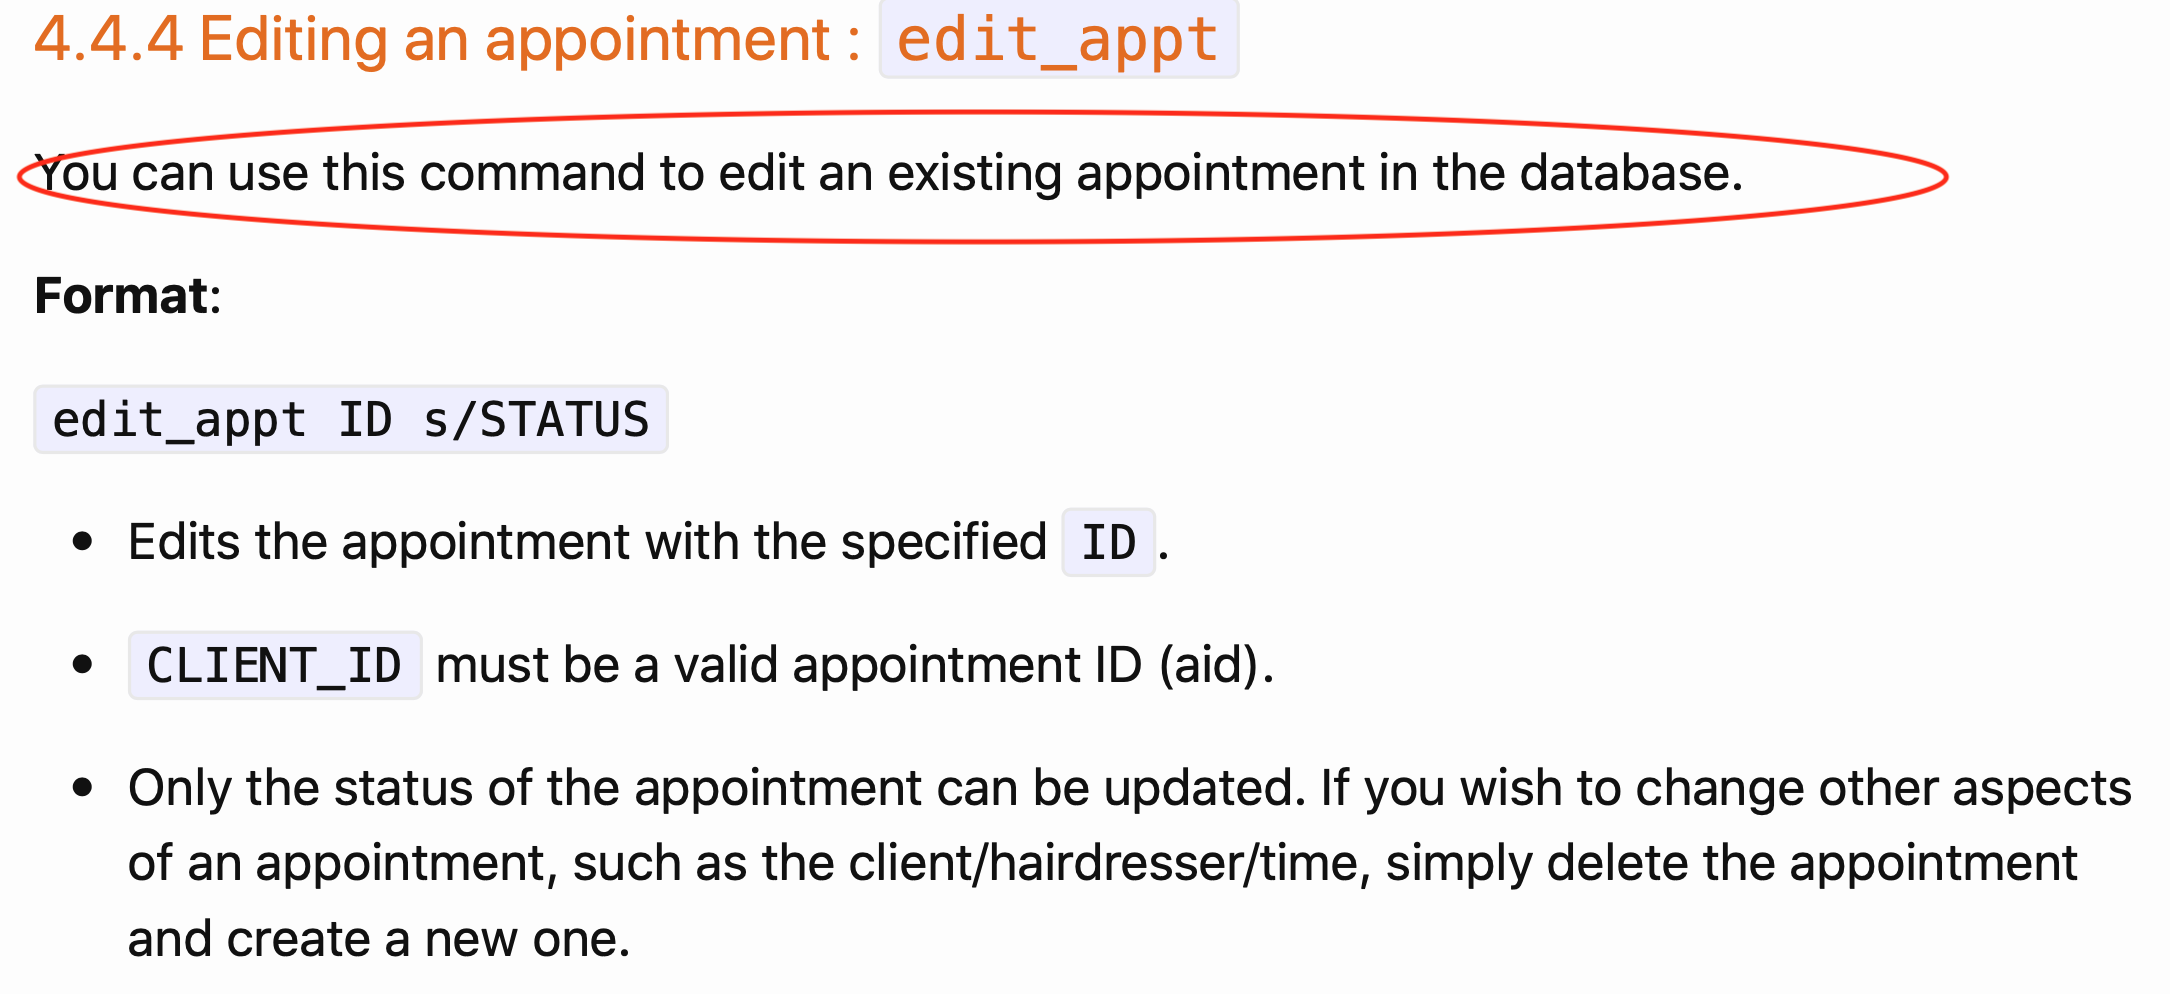 4.4.4 Editing an appointment : edit_appt
You can use this command to edit an existing appointment in the database.
Format:
edit_appt ID s/STATUS
• Edits the appointment with the specified ID .
• CLIENT_ID must be a valid appointment ID (aid).
• Only the status of the appointment can be updated. If you wish to change other aspects
of an appointment, such as the client/hairdresser/time, simply delete the appointment
and create a new one.